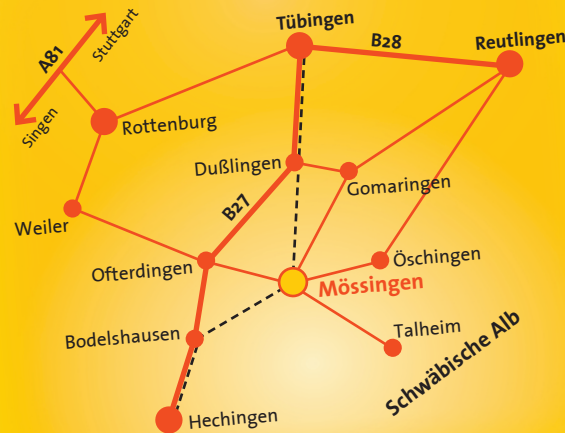 A81
Stuttgart
Singen
Tübingen
B28
Reutlingen
Rottenburg
Dußlingen
Gomaringen
B27
Weiler
Ofterdingen
Öschingen
Mössingen
Bodelshausen
Talheim
Schwäbische Alb
Hechingen